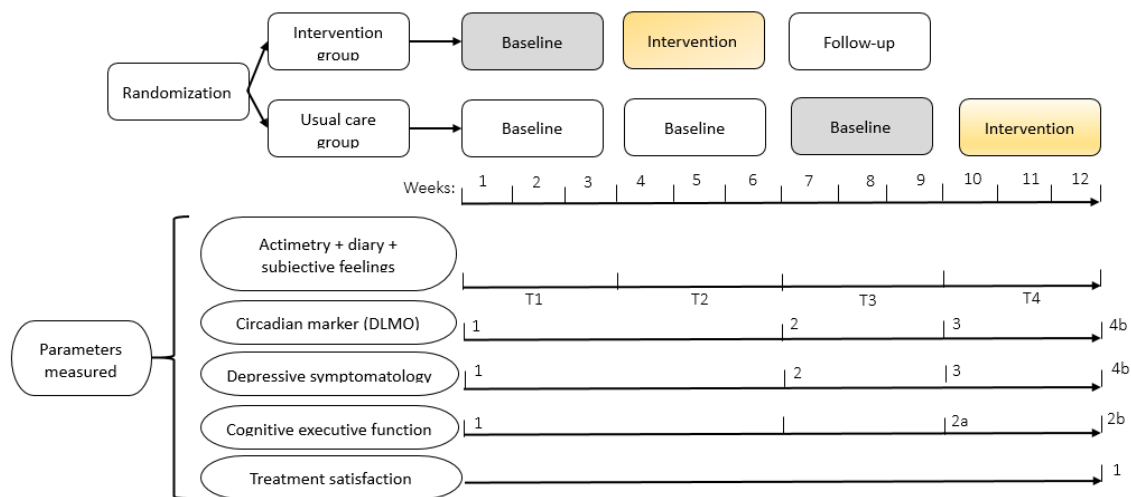 Intervention
group
Baseline
Intervention
Follow-up
Randomization
Usual care
group
Baseline
Baseline
Baseline
Intervention
Weeks: 1 2 3 4 5 6 7 8 9 10 11 12
Actimetry + diary +
subjective feelings
T1 T2 T3 T4
Parameters
measured
Circadian marker (DLMO)
1 2 3 4b
Depressive symptomatology
1 2 3 4b
Cognitive executive function
1 2a 2b
Treatment satisfaction
1